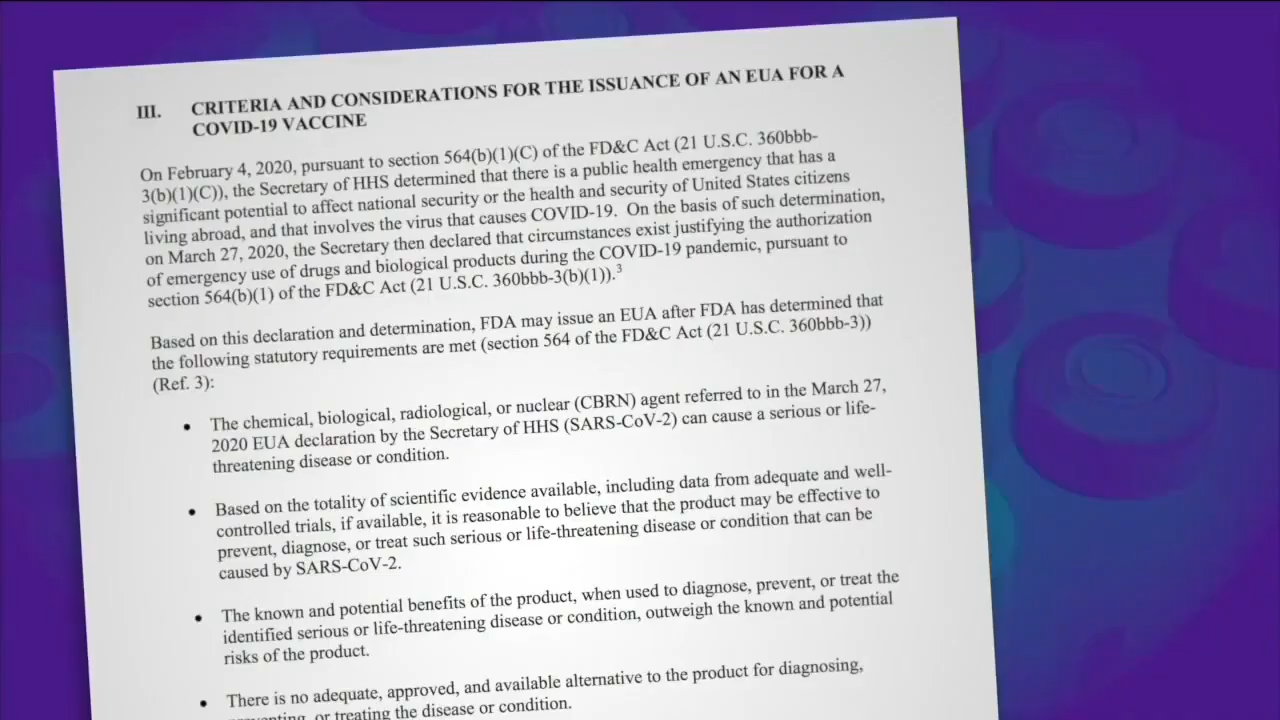 III. CRITERIA AND CONSIDERATIONS FOR THE ISSUANCE OF AN EUA FOR A
COVID-19 VACCINE
On February 4, 2020, pursuant to section 564(b)(1)(C) of the FD&C Act (21 U.S.C. 360bbb-
3(b)(1)(C)), the Secretary of HHS determined that there is a public health emergency that has a
significant potential to affect national security or the health and security of United States citizens
living abroad, and that involves the virus that causes COVID-19. On the basis of such determination,
on March 27, 2020, the Secretary then declared that circumstances exist justifying the authorization
of emergency use of drugs and biological products during the COVID-19 pandemic, pursuant to
section 564(b)(1) of the FD&C Act (21 U.S.C. 360bbb-3(b)(1)).3
Based on this declaration and determination, FDA may issue an EUA after FDA has determined that
the following statutory requirements are met (section 564 of the FD&C Act (21 U.S.C. 360bbb-3))
(Ref. 3):
• The chemical, biological, radiological, or nuclear (CBRN) agent referred to in the March 27,
2020 EUA declaration by the Secretary of HHS (SARS-CoV-2) can cause a serious or life-
threatening disease or condition.
• Based on the totality of scientific evidence available, including data from adequate and well-
controlled trials, if available, it is reasonable to believe that the product may be effective to
prevent, diagnose, or treat such serious or life-threatening disease or condition that can be
caused by SARS-CoV-2.
• The known and potential benefits of the product, when used to diagnose, prevent, or treat the
identified serious or life-threatening disease or condition, outweigh the known and potential
risks of the product.
• There is no adequate, approved, and available alternative to the product for diagnosing,
or treating the disease or condition.